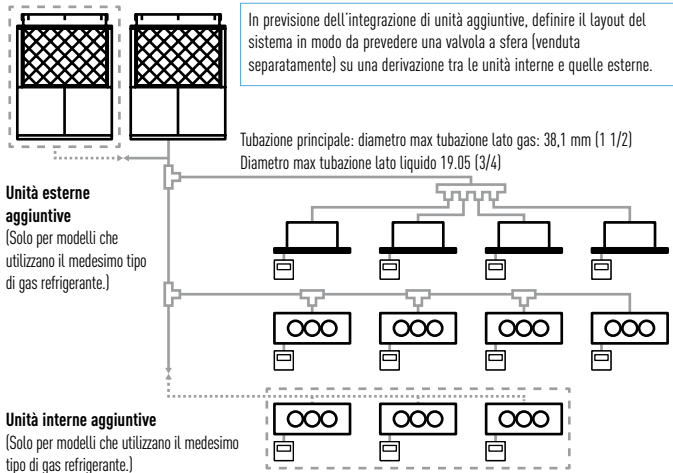 In previsione dell'integrazione di unità aggiuntive, definire il layout del
sistema in modo da prevedere una valvola a sfera (venduta
separatamente) su una derivazione tra le unità interne e quelle esterne.
Tubazione principale: diametro max tubazione lato gas: 38,1 mm (1 1/2)
Diametro max tubazione lato liquido 19.05 (3/4)
Unità esterne
aggiuntive
(Solo per modelli che
utilizzano il medesimo tipo
di gas refrigerante.)
Unità interne aggiuntive
(Solo per modelli che utilizzano il medesimo
tipo di gas refrigerante.)